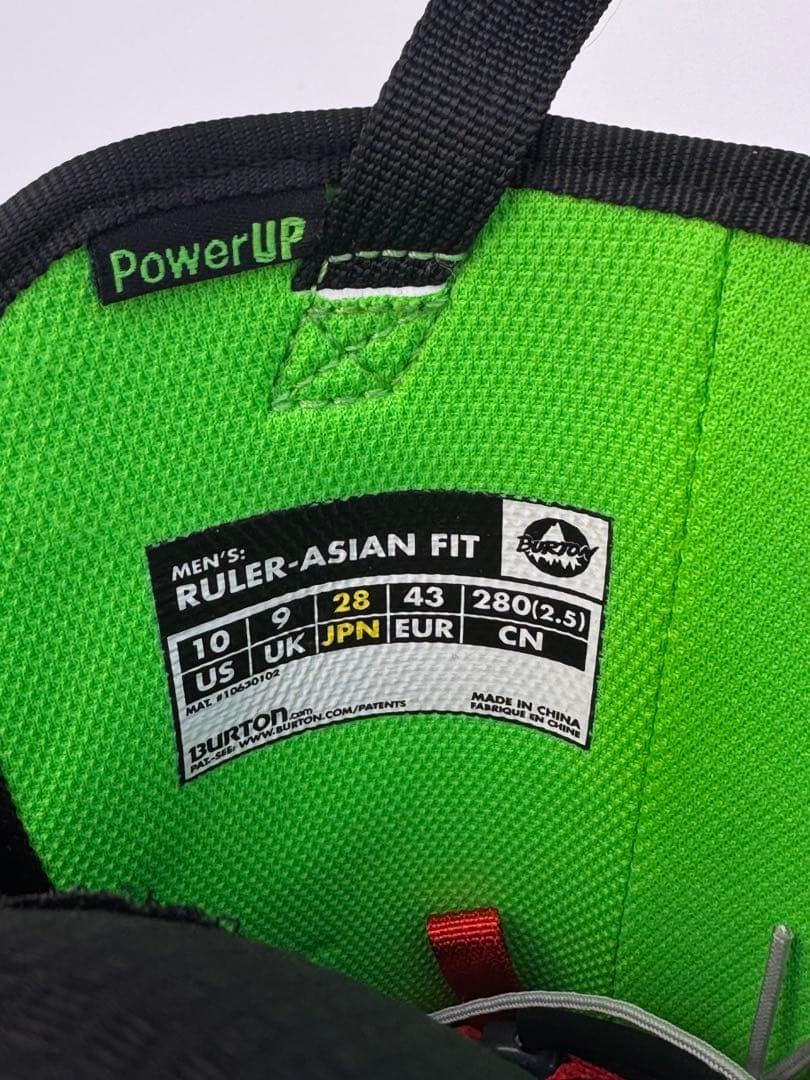 PowerUP
MEN'S:
RULER-ASIAN FIT
BURTON
10 9 28 43 280(2.5)
US UK JPN EUR CN
MAT. #10630102
BURTON.com
PAT.-SEE: WWW.BURTON.COM/PATENTS
MADE IN CHINA
FABRIQUE EN CHINE